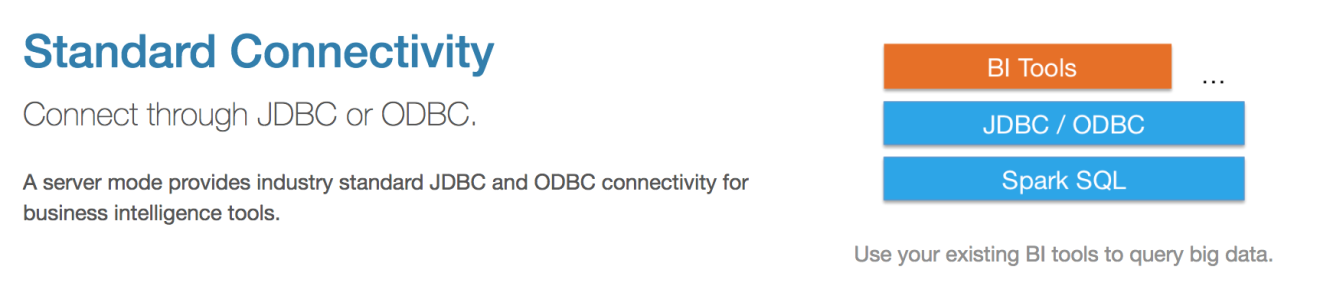 Standard Connectivity
Connect through JDBC or ODBC.
A server mode provides industry standard JDBC and ODBC connectivity for
business intelligence tools.
BI Tools
...
JDBC / ODBC
Spark SQL
Use your existing BI tools to query big data.